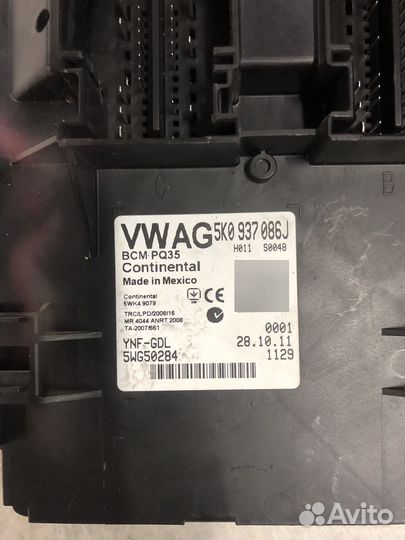 C
B
VWAG 5K0 937 086J
H011 S0048
BCM PQ35
Continental
Made in Mexico
Continental
5WK4 9079
TRC/LPD/2008/16
MR 4044 ANRT 2008
TA-2007/661
CE
0001
YNF-GDL 28.10.11
5WG50284 1129
Avito